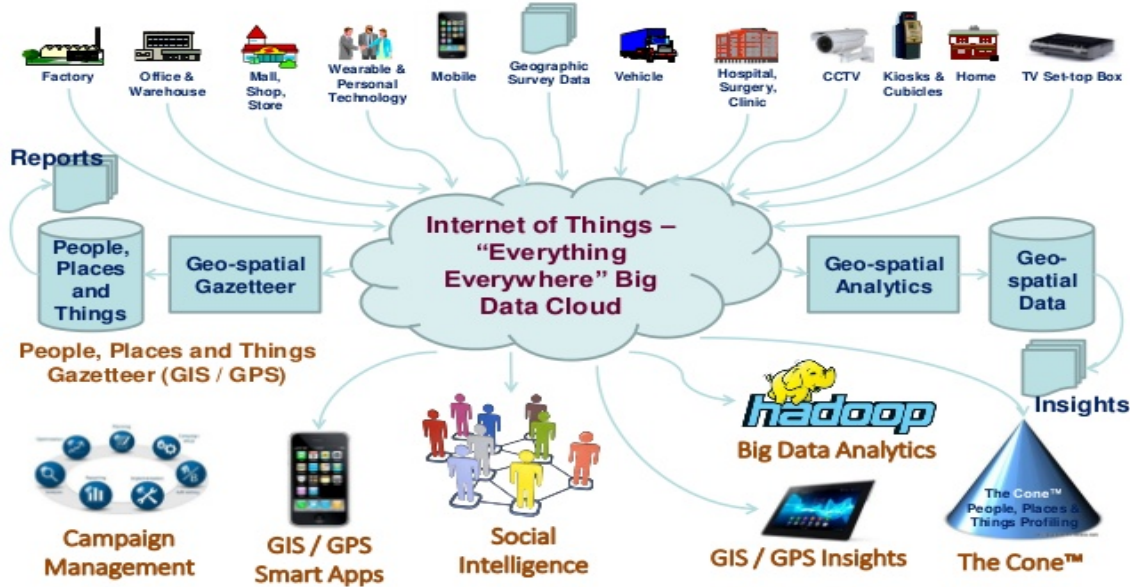 Factory
Office &
Warehouse
Mall,
Shop,
Store
Wearable &
Personal
Technology
Mobile
Geographic
Survey Data
Vehicle
Hospital,
Surgery,
Clinic
CCTV
Kiosks &
Cubicles
Home
TV Set-top Box
Reports
People,
Places
and
Things
Geo-spatial
Gazetteer
Internet of Things –
“Everything
Everywhere” Big
Data Cloud
Geo-spatial
Analytics
Geo-
spatial
Data
People, Places and Things
Gazetteer (GIS / GPS)
Insights
hadoop
Big Data Analytics
The Cone™
People, Places &
Things Profiling
Campaign
Management
GIS / GPS
Smart Apps
Social
Intelligence
GIS / GPS Insights
The Cone™